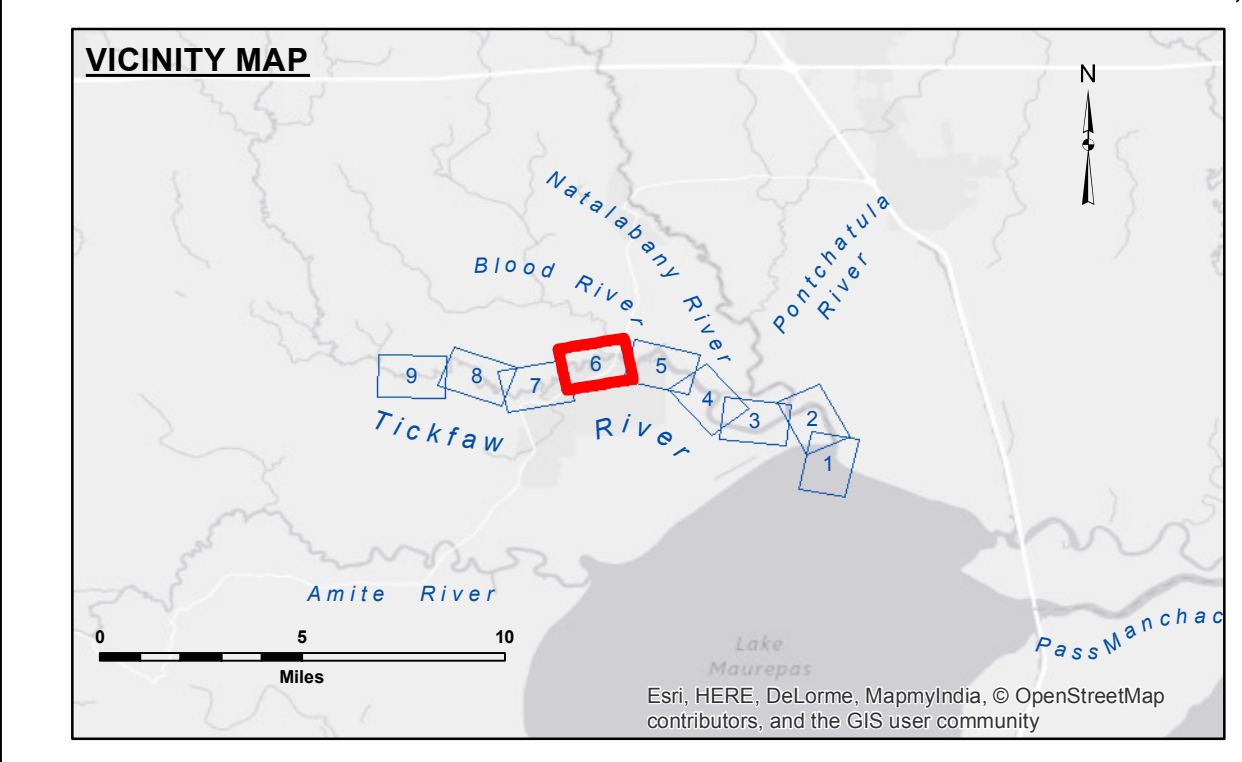 VICINITY MAP
N
Natalabany River
Pontchatula
River
Blood River
9
8
7
6
5
4
3
2
1
Tickfaw River
Amite River
0 5 10
Miles
Lake
Maurepas
Pass Manchac
Esri, HERE, DeLorme, MapmyIndia, © OpenStreetMap
contributors, and the GIS user community